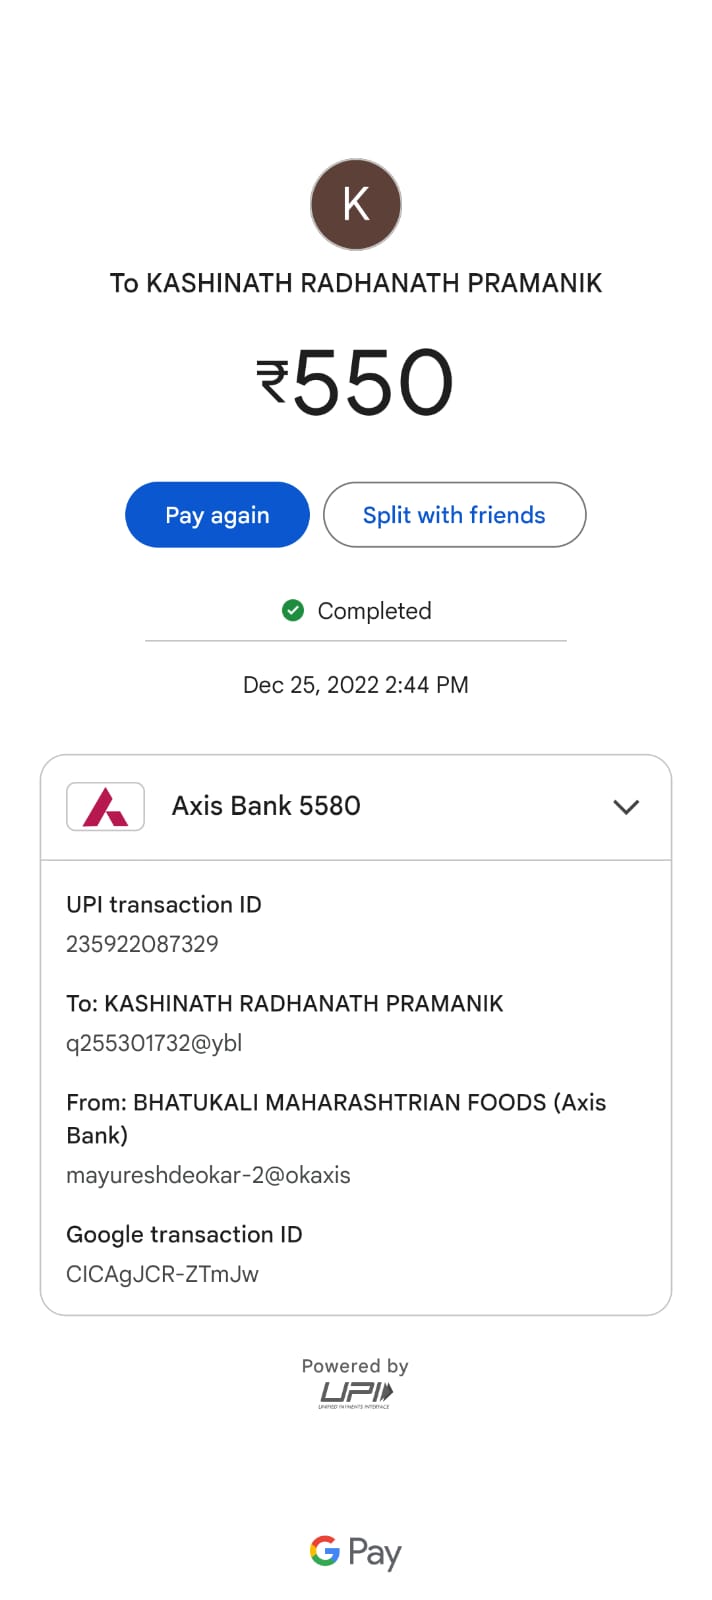 K
To KASHINATH RADHANATH PRAMANIK
₹550
Pay again
Split with friends
Completed
Dec 25, 2022 2:44 PM
Axis Bank 5580
UPI transaction ID
235922087329
To: KASHINATH RADHANATH PRAMANIK
q255301732@ybl
From: BHATUKALI MAHARASHTRIAN FOODS (Axis
Bank)
mayureshdeokar-2@okaxis
Google transaction ID
CICAgJCR-ZTmJw
Powered by
UPI
UNIFIED PAYMENTS INTERFACE
G Pay